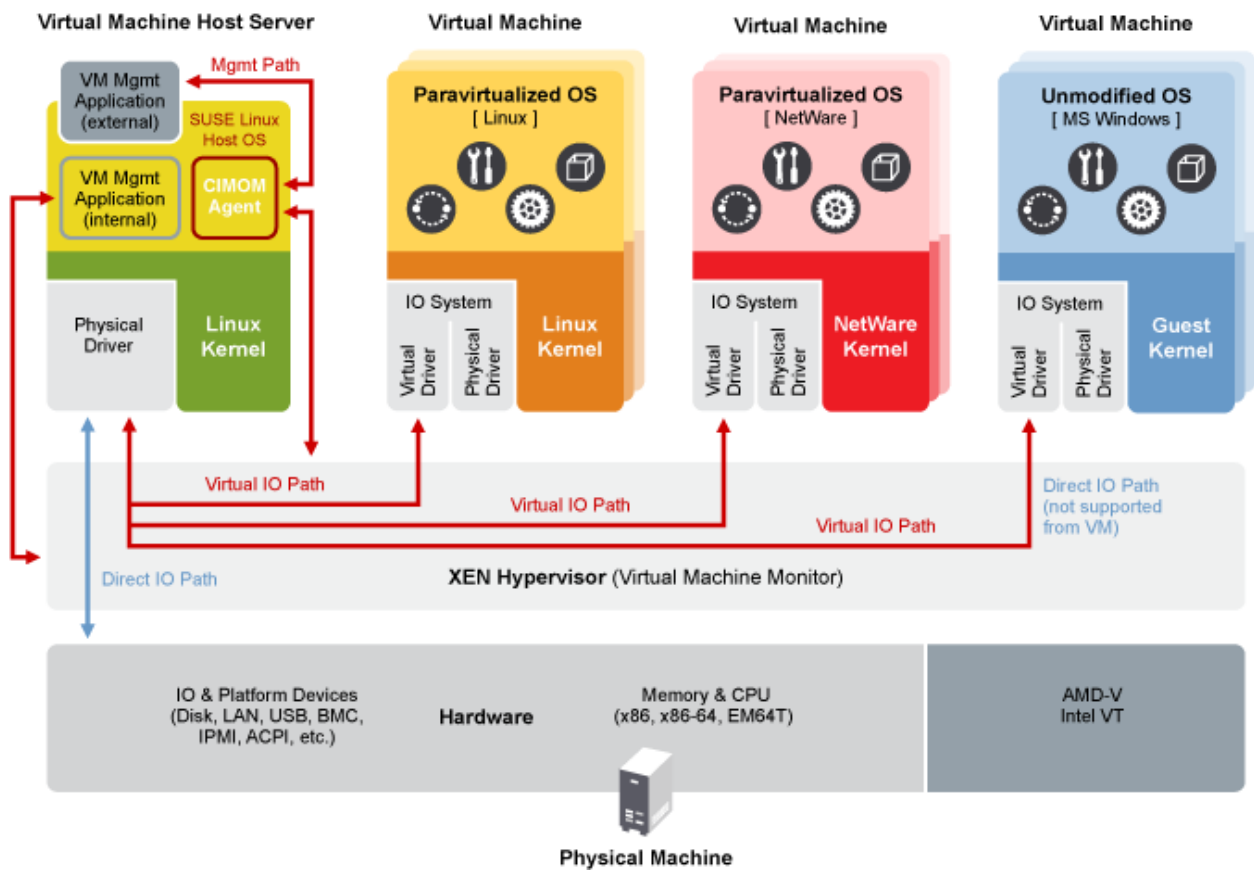 Virtual Machine Host Server
Virtual Machine
Virtual Machine
Virtual Machine
Mgmt Path
VM Mgmt
Application
(external)
SUSE Linux
Host OS
VM Mgmt
Application
(internal)
CIMOM
Agent
Physical
Driver
Linux
Kernel
Paravirtualized OS
[ Linux ]
IO System
Virtual
Driver
Physical
Driver
Linux
Kernel
Paravirtualized OS
[ NetWare ]
IO System
Virtual
Driver
Physical
Driver
NetWare
Kernel
Unmodified OS
[ MS Windows ]
IO System
Virtual
Driver
Physical
Driver
Guest
Kernel
Virtual IO Path
Virtual IO Path
Virtual IO Path
Direct IO Path
(not supported
from VM)
Direct IO Path
XEN Hypervisor (Virtual Machine Monitor)
IO & Platform Devices
(Disk, LAN, USB, BMC,
IPMI, ACPI, etc.)
Hardware
Memory & CPU
(x86, x86-64, EM64T)
AMD-V
Intel VT
Physical Machine